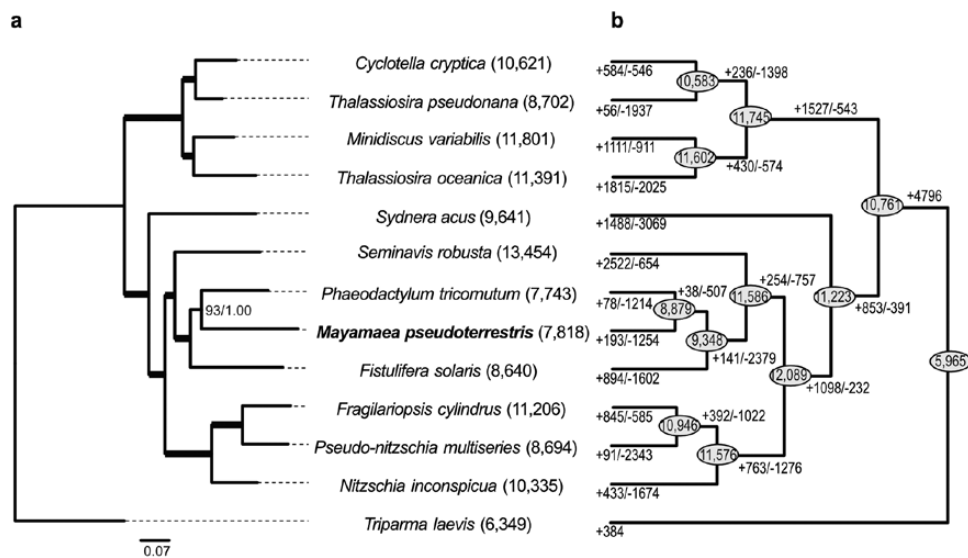 a
b
Cyclotella cryptica (10,621)
Thalassiosira pseudonana (8,702)
Minidiscus variabilis (11,801)
Thalassiosira oceanica (11,391)
Sydnera acus (9,641)
Seminavis robusta (13,454)
Phaeodactylum tricornutum (7,743)
Mayamaea pseudoterrestris (7,818)
Fistulifera solaris (8,640)
Fragilariopsis cylindrus (11,206)
Pseudo-nitzschia multiseries (8,694)
Nitzschia inconspicua (10,335)
Triparma laevis (6,349)
93/1.00
0.07
+584/-546
10,583
+236/-1398
+56/-1937
11,745
+1527/-543
+1111/-911
11,602
+430/-574
+1815/-2025
10,761
+4796
+1488/-3069
+2522/-654
+254/-757
+38/-507
11,586
11,223
+853/-391
+78/-1214
8,879
+193/-1254
9,348
+141/-2379
5,965
+894/-1602
12,089
+1098/-232
+845/-585
10,946
+392/-1022
+91/-2343
11,576
+763/-1276
+433/-1674
+384